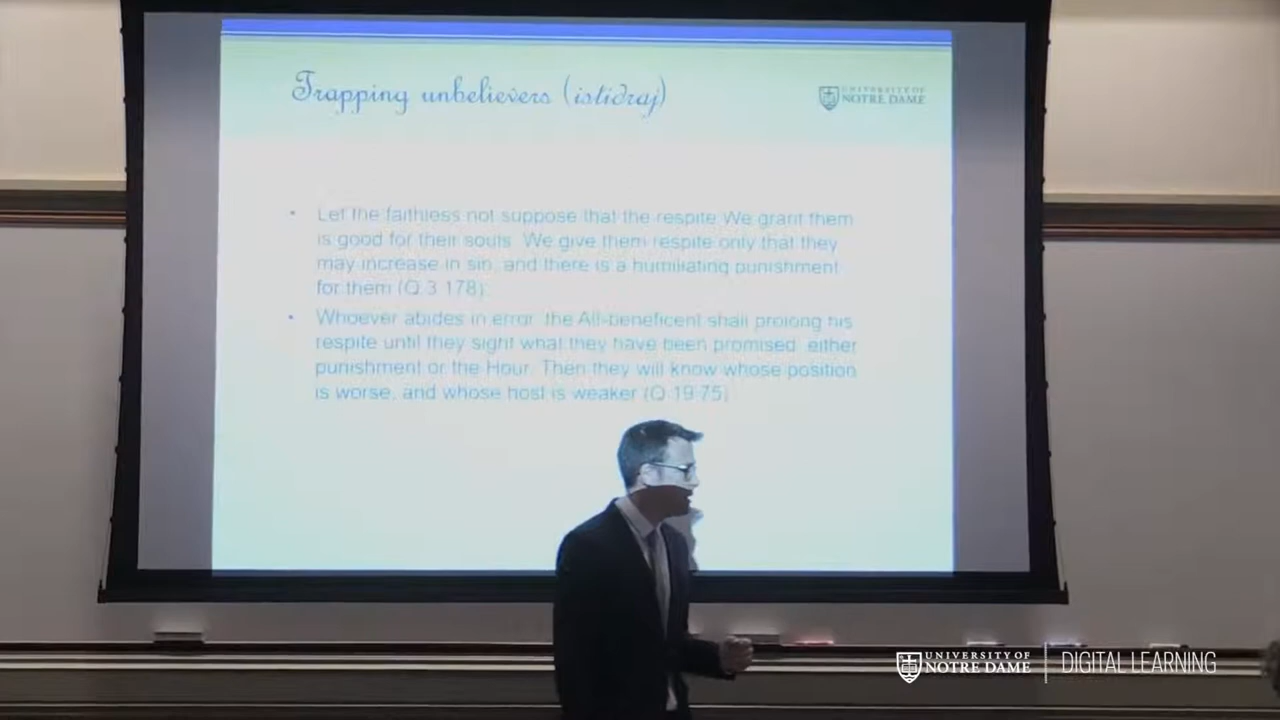 Trapping unbelievers (istidraj)
UNIVERSITY OF
NOTRE DAME
• Let the faithless not suppose that the respite We grant them
is good for their souls. We give them respite only that they
may increase in sin, and there is a humiliating punishment
for them (Q 3 178).
• Whoever abides in error, the All-beneficent shall prolong his
respite until they sight what they have been promised, either
punishment or the Hour. Then they will know whose position
is worse, and whose host is weaker (Q 19 75)
UNIVERSITY OF
NOTRE DAME
DIGITAL LEARNING